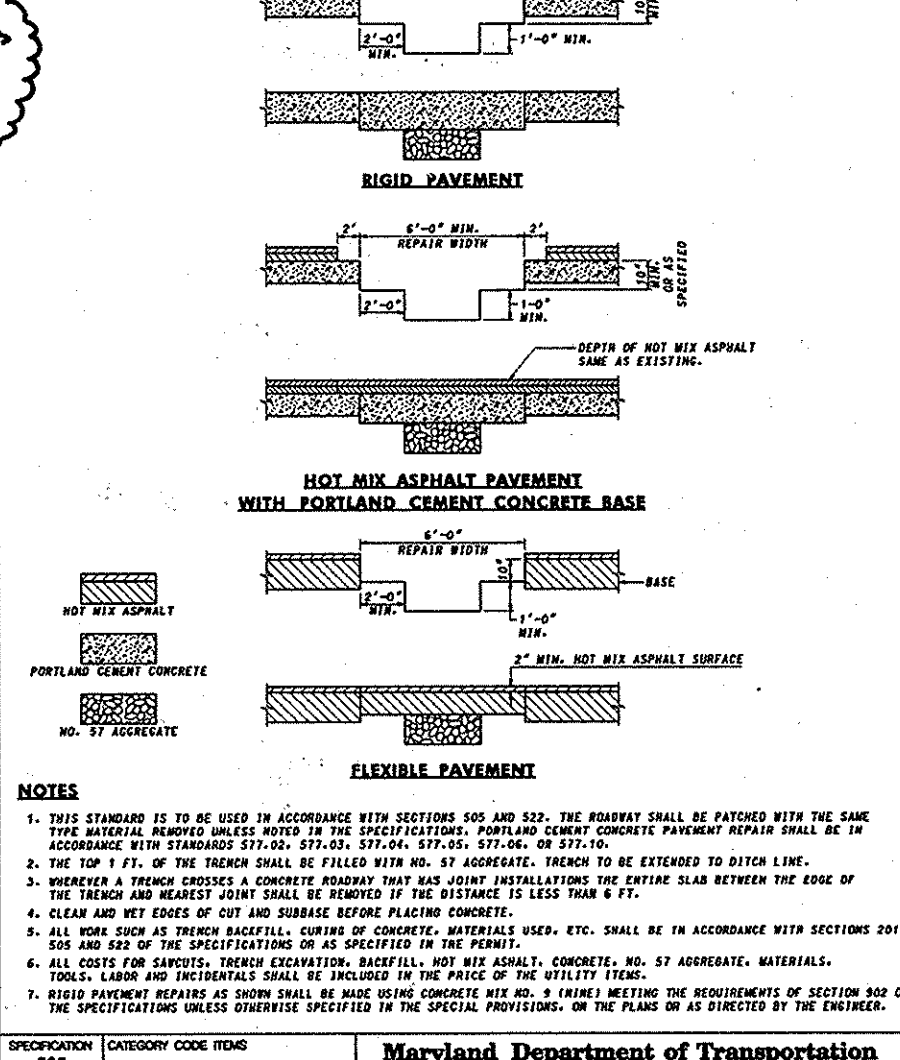 10"
MIN.
2'-0"
MIN.
1'-0" MIN.
RIGID PAVEMENT
2'
6'-0" MIN.
REPAIR WIDTH
2'
10"
MIN.
OR AS
SPECIFIED
2'-0"
1-0"
MIN.
DEPTH OF HOT MIX ASPHALT
SAME AS EXISTING.
HOT MIX ASPHALT PAVEMENT
WITH PORTLAND CEMENT CONCRETE BASE
6'-0"
REPAIR WIDTH
10"
BASE
2'-0"
MIN.
1'-0"
MIN.
HOT MIX ASPHALT
PORTLAND CEMENT CONCRETE
NO. 57 AGGREGATE
2" MIN. HOT MIX ASPHALT SURFACE
FLEXIBLE PAVEMENT
NOTES
1. THIS STANDARD IS TO BE USED IN ACCORDANCE WITH SECTIONS 505 AND 522. THE ROADWAY SHALL BE PATCHED WITH THE SAME
TYPE MATERIAL REMOVED UNLESS NOTED IN THE SPECIFICATIONS. PORTLAND CEMENT CONCRETE PAVEMENT REPAIR SHALL BE IN
ACCORDANCE WITH STANDARDS 577.02. 577.03. 577.04. 577.05. 577.06. OR 577.10.
2. THE TOP 1 FT. OF THE TRENCH SHALL BE FILLED WITH NO. 57 AGGREGATE. TRENCH TO BE EXTENDED TO DITCH LINE.
3. WHEREVER A TRENCH CROSSES A CONCRETE ROADWAY THAT HAS JOINT INSTALLATIONS THE ENTIRE SLAB BETWEEN THE EDGE OF
THE TRENCH AND NEAREST JOINT SHALL BE REMOVED IF THE DISTANCE IS LESS THAN 6 FT.
4. CLEAN AND WET EDGES OF CUT AND SUBBASE BEFORE PLACING CONCRETE.
5. ALL WORK SUCH AS TRENCH BACKFILL. CURING OF CONCRETE. MATERIALS USED. ETC. SHALL BE IN ACCORDANCE WITH SECTIONS 201
505 AND 522 OF THE SPECIFICATIONS OR AS SPECIFIED IN THE PERMIT.
6. ALL COSTS FOR SAWCUTS. TRENCH EXCAVATION. BACKFILL. HOT MIX ASHALT. CONCRETE. NO. 57 AGGREGATE. MATERIALS.
TOOLS. LABOR AND INCIDENTALS SHALL BE INCLUDED IN THE PRICE OF THE UTILITY ITEMS.
7. RIGID PAVEMENT REPAIRS AS SHOWN SHALL BE MADE USING CONCRETE MIX NO. 9 (NINE) MEETING THE REQUIREMENTS OF SECTION 902 O
THE SPECIFICATIONS UNLESS OTHERWISE SPECIFIED IN THE SPECIAL PROVISIONS. ON THE PLANS OR AS DIRECTED BY THE ENGINEER.
SPECIFICATION
CATEGORY CODE ITEMS
Maryland Department of Transportation